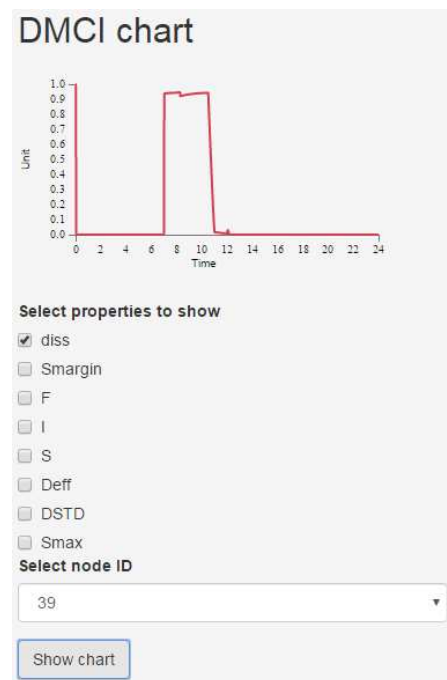 DMCI chart
1.0
0.9
0.8
0.7
0.6
0.5
0.4
0.3
0.2
0.1
0.0
Unit
0 2 4 6 8 10 12 14 16 18 20 22 24
Time
Select properties to show
diss
Smargin
F
I
S
Deff
DSTD
Smax
Select node ID
39
Show chart